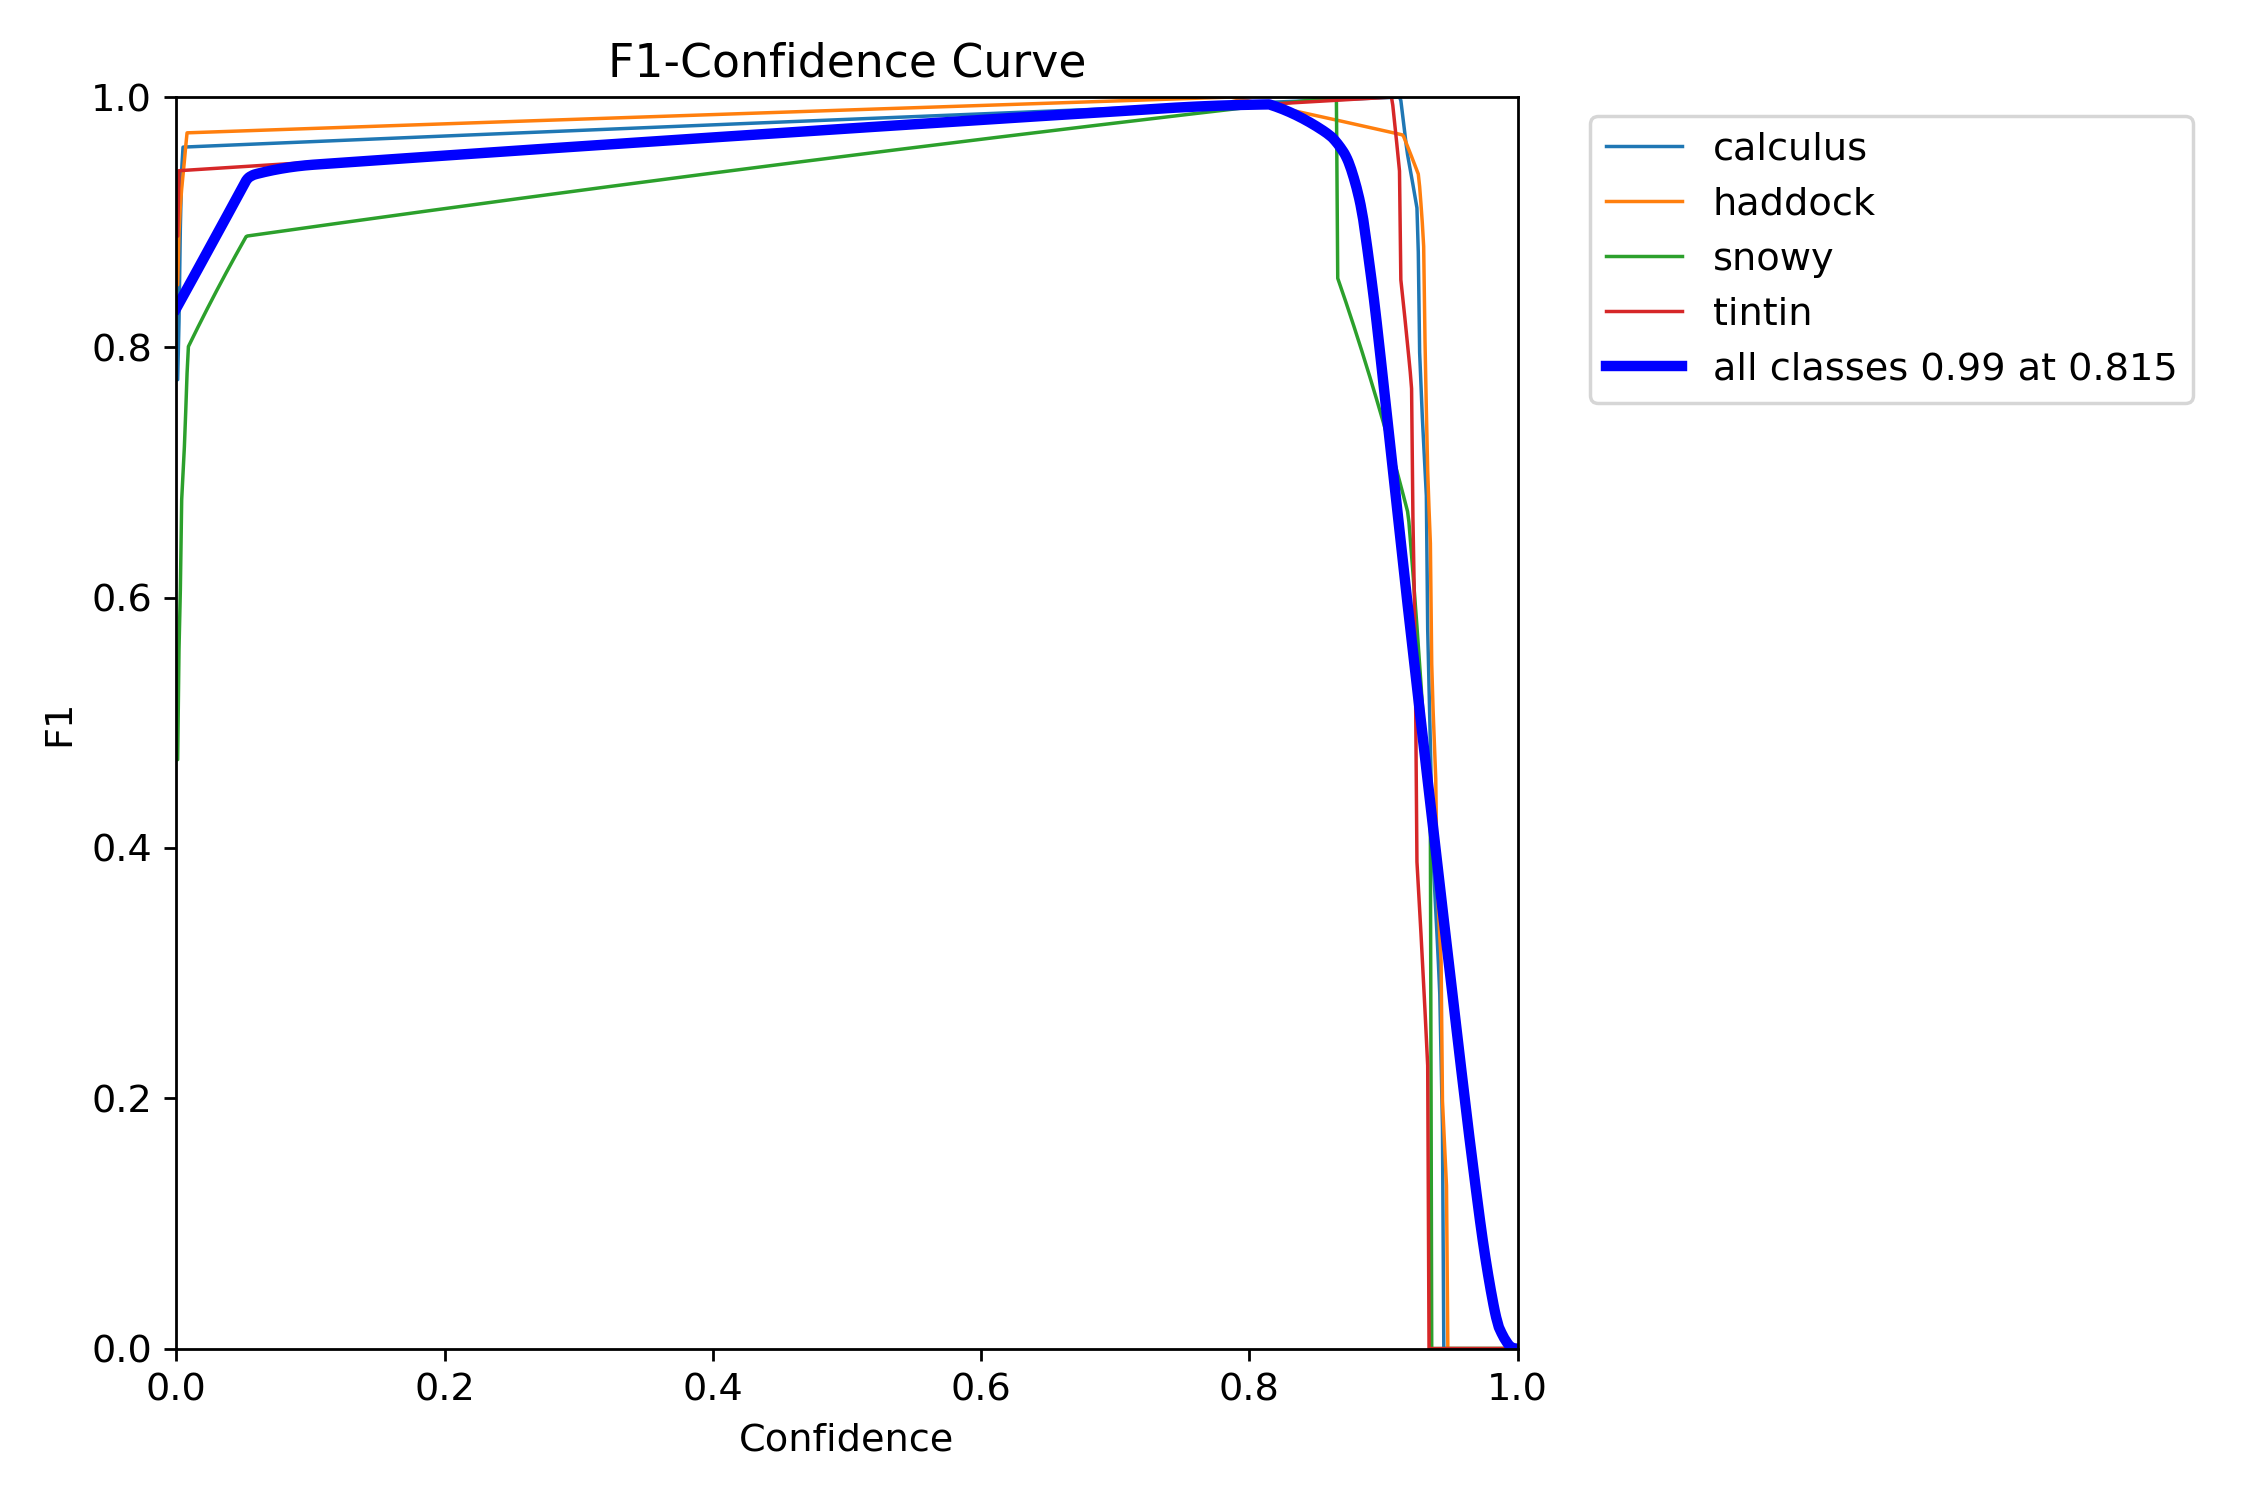 F1-Confidence Curve
1.0
0.8
0.6
0.4
0.2
0.0
F1
0.0 0.2 0.4 0.6 0.8 1.0
Confidence
calculus
haddock
snowy
tintin
all classes 0.99 at 0.815